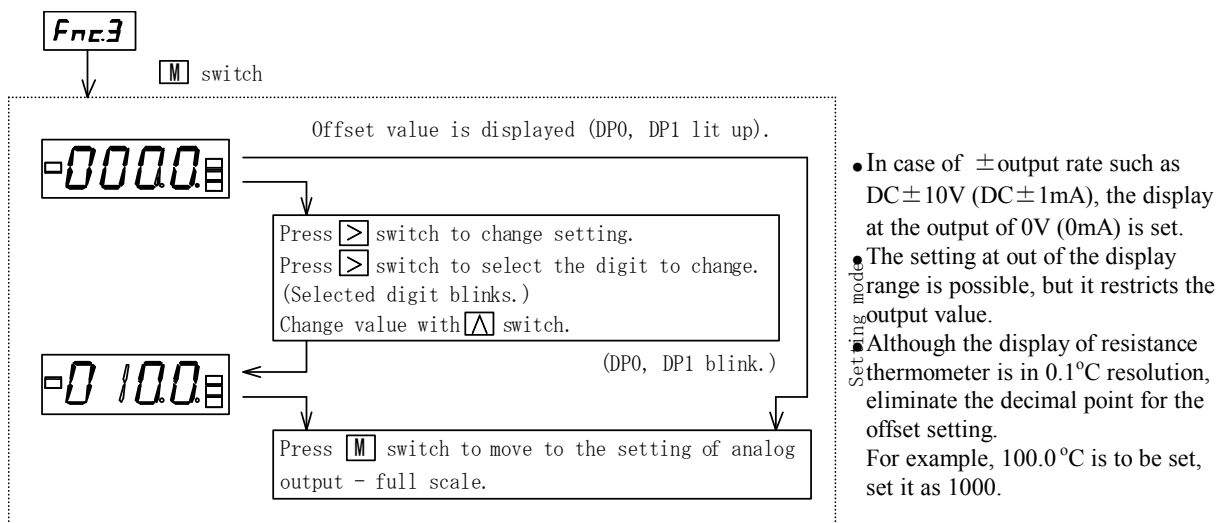 Fnc.3
M switch
Offset value is displayed (DP0, DP1 lit up).
-000.0.
Press > switch to change setting.
Press > switch to select the digit to change.
(Selected digit blinks.)
Change value with Λ switch.
(DP0, DP1 blink.)
-010.0.
Press M switch to move to the setting of analog
output - full scale.
Setting mode
●In case of ±output rate such as
DC±10V (DC±1mA), the display
at the output of 0V (0mA) is set.
●The setting at out of the display
range is possible, but it restricts the
output value.
●Although the display of resistance
thermometer is in 0.1°C resolution,
eliminate the decimal point for the
offset setting.
For example, 100.0 °C is to be set,
set it as 1000.